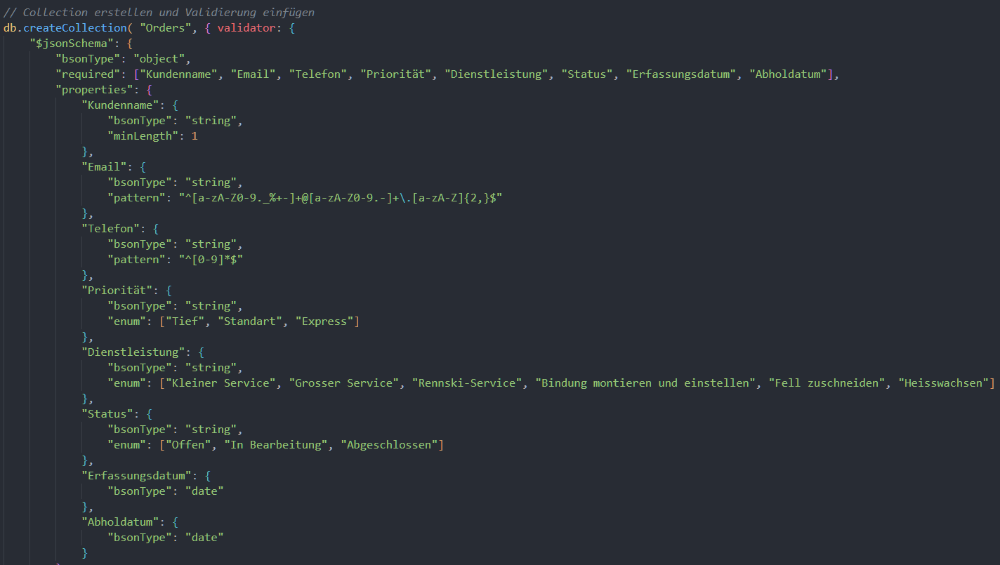 // Collection erstellen und Validierung einfügen
db.createCollection( "Orders", { validator: {
    "$jsonSchema": {
        "bsonType": "object",
        "required": ["Kundenname", "Email", "Telefon", "Priorität", "Dienstleistung", "Status", "Erfassungsdatum", "Abholdatum"],
        "properties": {
            "Kundenname": {
                "bsonType": "string",
                "minLength": 1
            },
            "Email": {
                "bsonType": "string",
                "pattern": "^[a-zA-Z0-9._%+-]+@[a-zA-Z0-9.-]+\.[a-zA-Z]{2,}$"
            },
            "Telefon": {
                "bsonType": "string",
                "pattern": "^[0-9]*$"
            },
            "Priorität": {
                "bsonType": "string",
                "enum": ["Tief", "Standart", "Express"]
            },
            "Dienstleistung": {
                "bsonType": "string",
                "enum": ["Kleiner Service", "Grosser Service", "Rennski-Service", "Bindung montieren und einstellen", "Fell zuschneiden", "Heisswachsen"]
            },
            "Status": {
                "bsonType": "string",
                "enum": ["Offen", "In Bearbeitung", "Abgeschlossen"]
            },
            "Erfassungsdatum": {
                "bsonType": "date"
            },
            "Abholdatum": {
                "bsonType": "date"
            }